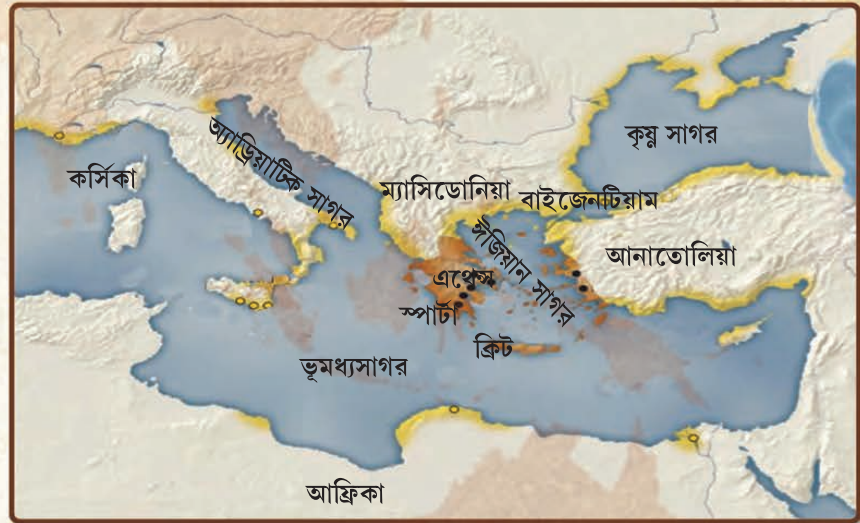 কৃষ্ণ সাগর
অ্যাড্রিয়াটিক সাগর
কর্সিকা
ম্যাসিডোনিয়া
বাইজেনটিয়াম
ঈজিয়ান সাগর
আনাতোলিয়া
এথেন্স
স্পার্টা
ক্রিট
ভূমধ্যসাগর
আফ্রিকা